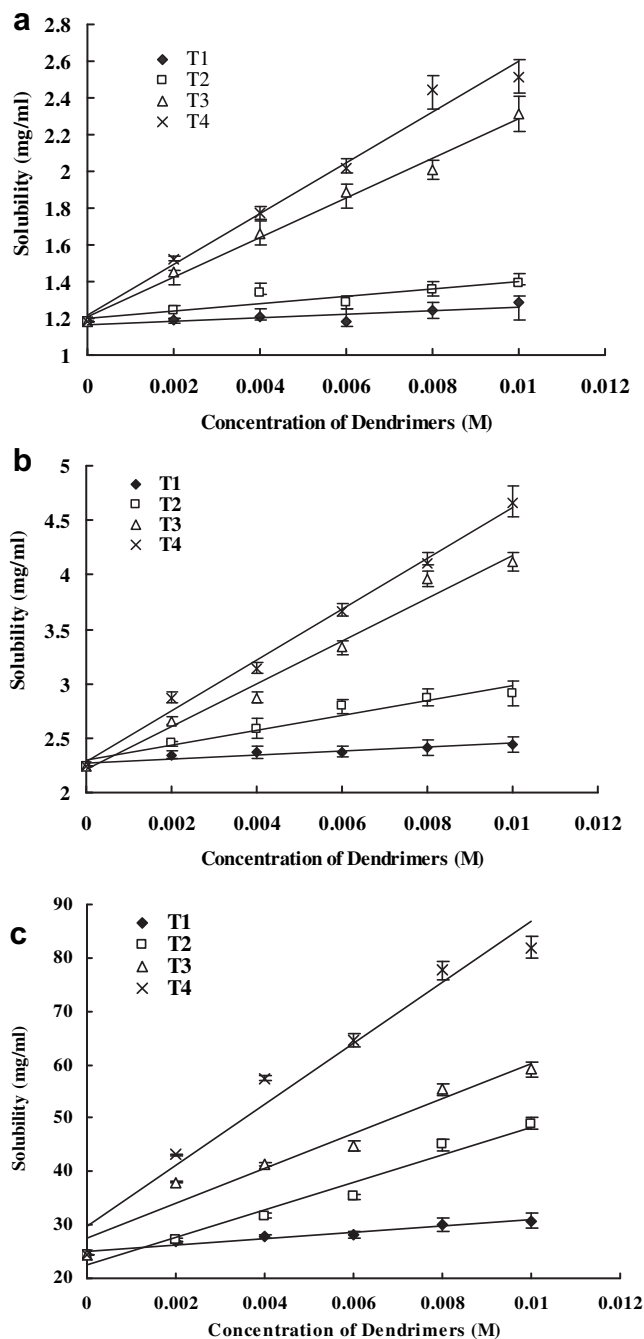 a
T1
T2
T3
T4
2.8
2.6
2.4
2.2
2
1.8
1.6
1.4
1.2
1
Solubility (mg/ml)
0 0.002 0.004 0.006 0.008 0.01 0.012
Concentration of Dendrimers (M)
b
T1
T2
T3
T4
5
4.5
4
3.5
3
2.5
2
Solubility (mg/ml)
0 0.002 0.004 0.006 0.008 0.01 0.012
Concentration of Dendrimers (M)
c
T1
T2
T3
T4
90
80
70
60
50
40
30
20
Solubility (mg/ml)
0 0.002 0.004 0.006 0.008 0.01 0.012
Concentration of Dendrimers (M)